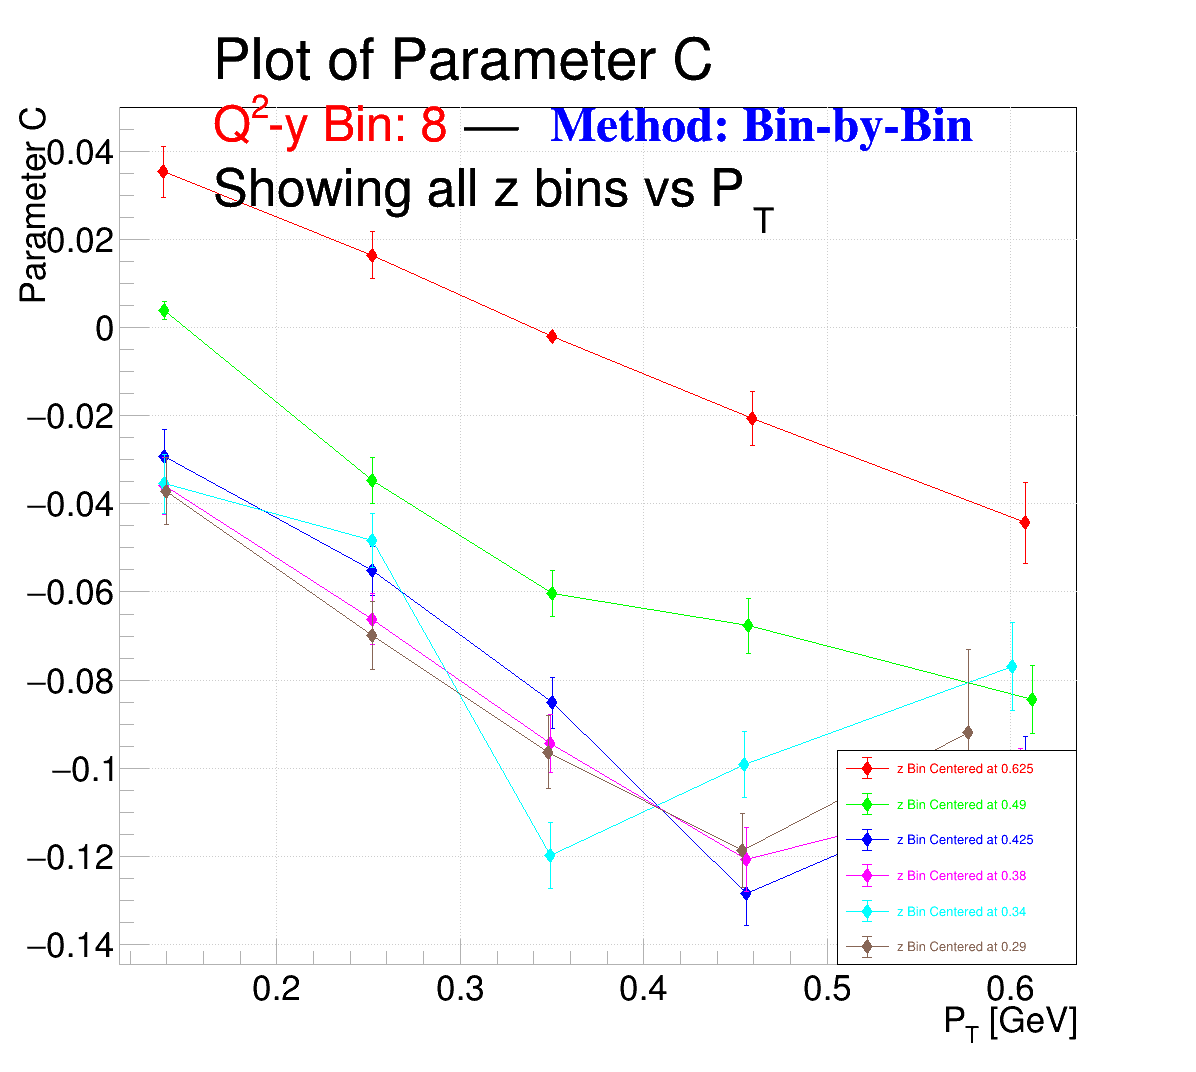 Plot of Parameter C
Q²-y Bin: 8 — Method: Bin-by-Bin
Showing all z bins vs P_T
Parameter C
0.04
0.02
0
−0.02
−0.04
−0.06
−0.08
−0.1
−0.12
−0.14
z Bin Centered at 0.625
z Bin Centered at 0.49
z Bin Centered at 0.425
z Bin Centered at 0.38
z Bin Centered at 0.34
z Bin Centered at 0.29
0.2 0.3 0.4 0.5 0.6
P_T [GeV]